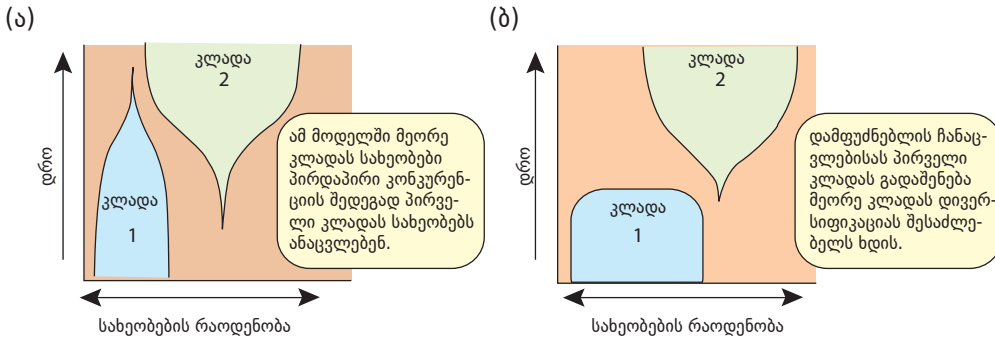 (ა)
კლადა
2
კლადა
1
დრო
ამ მოდელში მეორე
კლადას სახეობები
პირდაპირი კონკურენ-
ციის შედეგად პირვე-
ლი კლადას სახეობებს
ანაცვლებენ.
სახეობების რაოდენობა
(ბ)
კლადა
2
კლადა
1
დრო
დამფუძნებლის ჩანაც-
ვლებისას პირველი
კლადას გადაშენება
მეორე კლადას დივერ-
სიფიკაციას შესაძლე-
ბელს ხდის.
სახეობების რაოდენობა